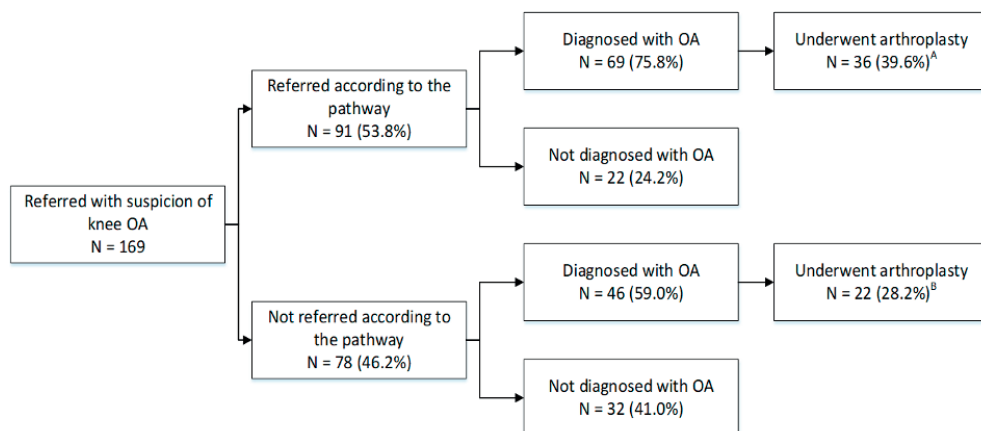 Referred with suspicion of
knee OA
N = 169
Referred according to the
pathway
N = 91 (53.8%)
Diagnosed with OA
N = 69 (75.8%)
Underwent arthroplasty
N = 36 (39.6%)ᴬ
Not diagnosed with OA
N = 22 (24.2%)
Not referred according to
the pathway
N = 78 (46.2%)
Diagnosed with OA
N = 46 (59.0%)
Underwent arthroplasty
N = 22 (28.2%)ᴮ
Not diagnosed with OA
N = 32 (41.0%)